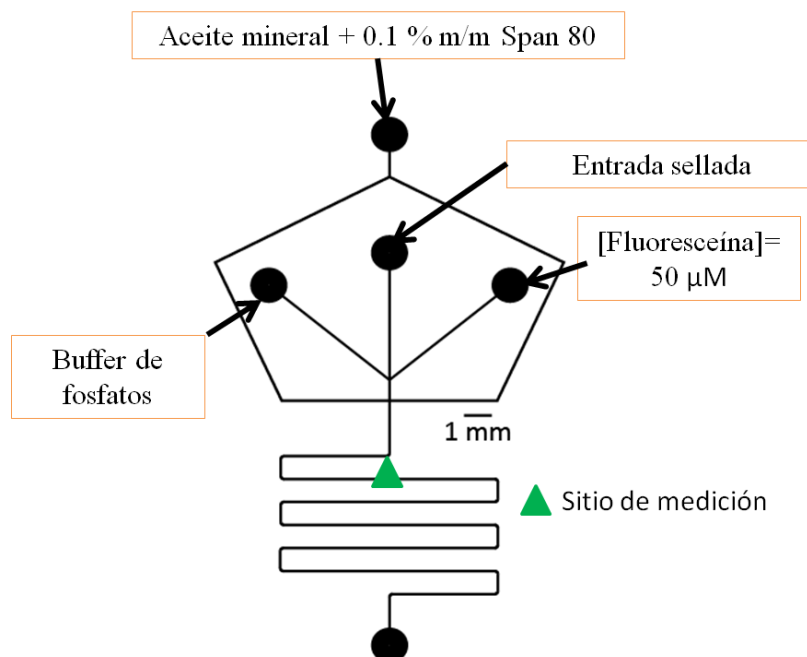 Aceite mineral + 0.1 % m/m Span 80
Entrada sellada
[Fluoresceína]=
50 μM
Buffer de
fosfatos
1 mm
Sitio de medición